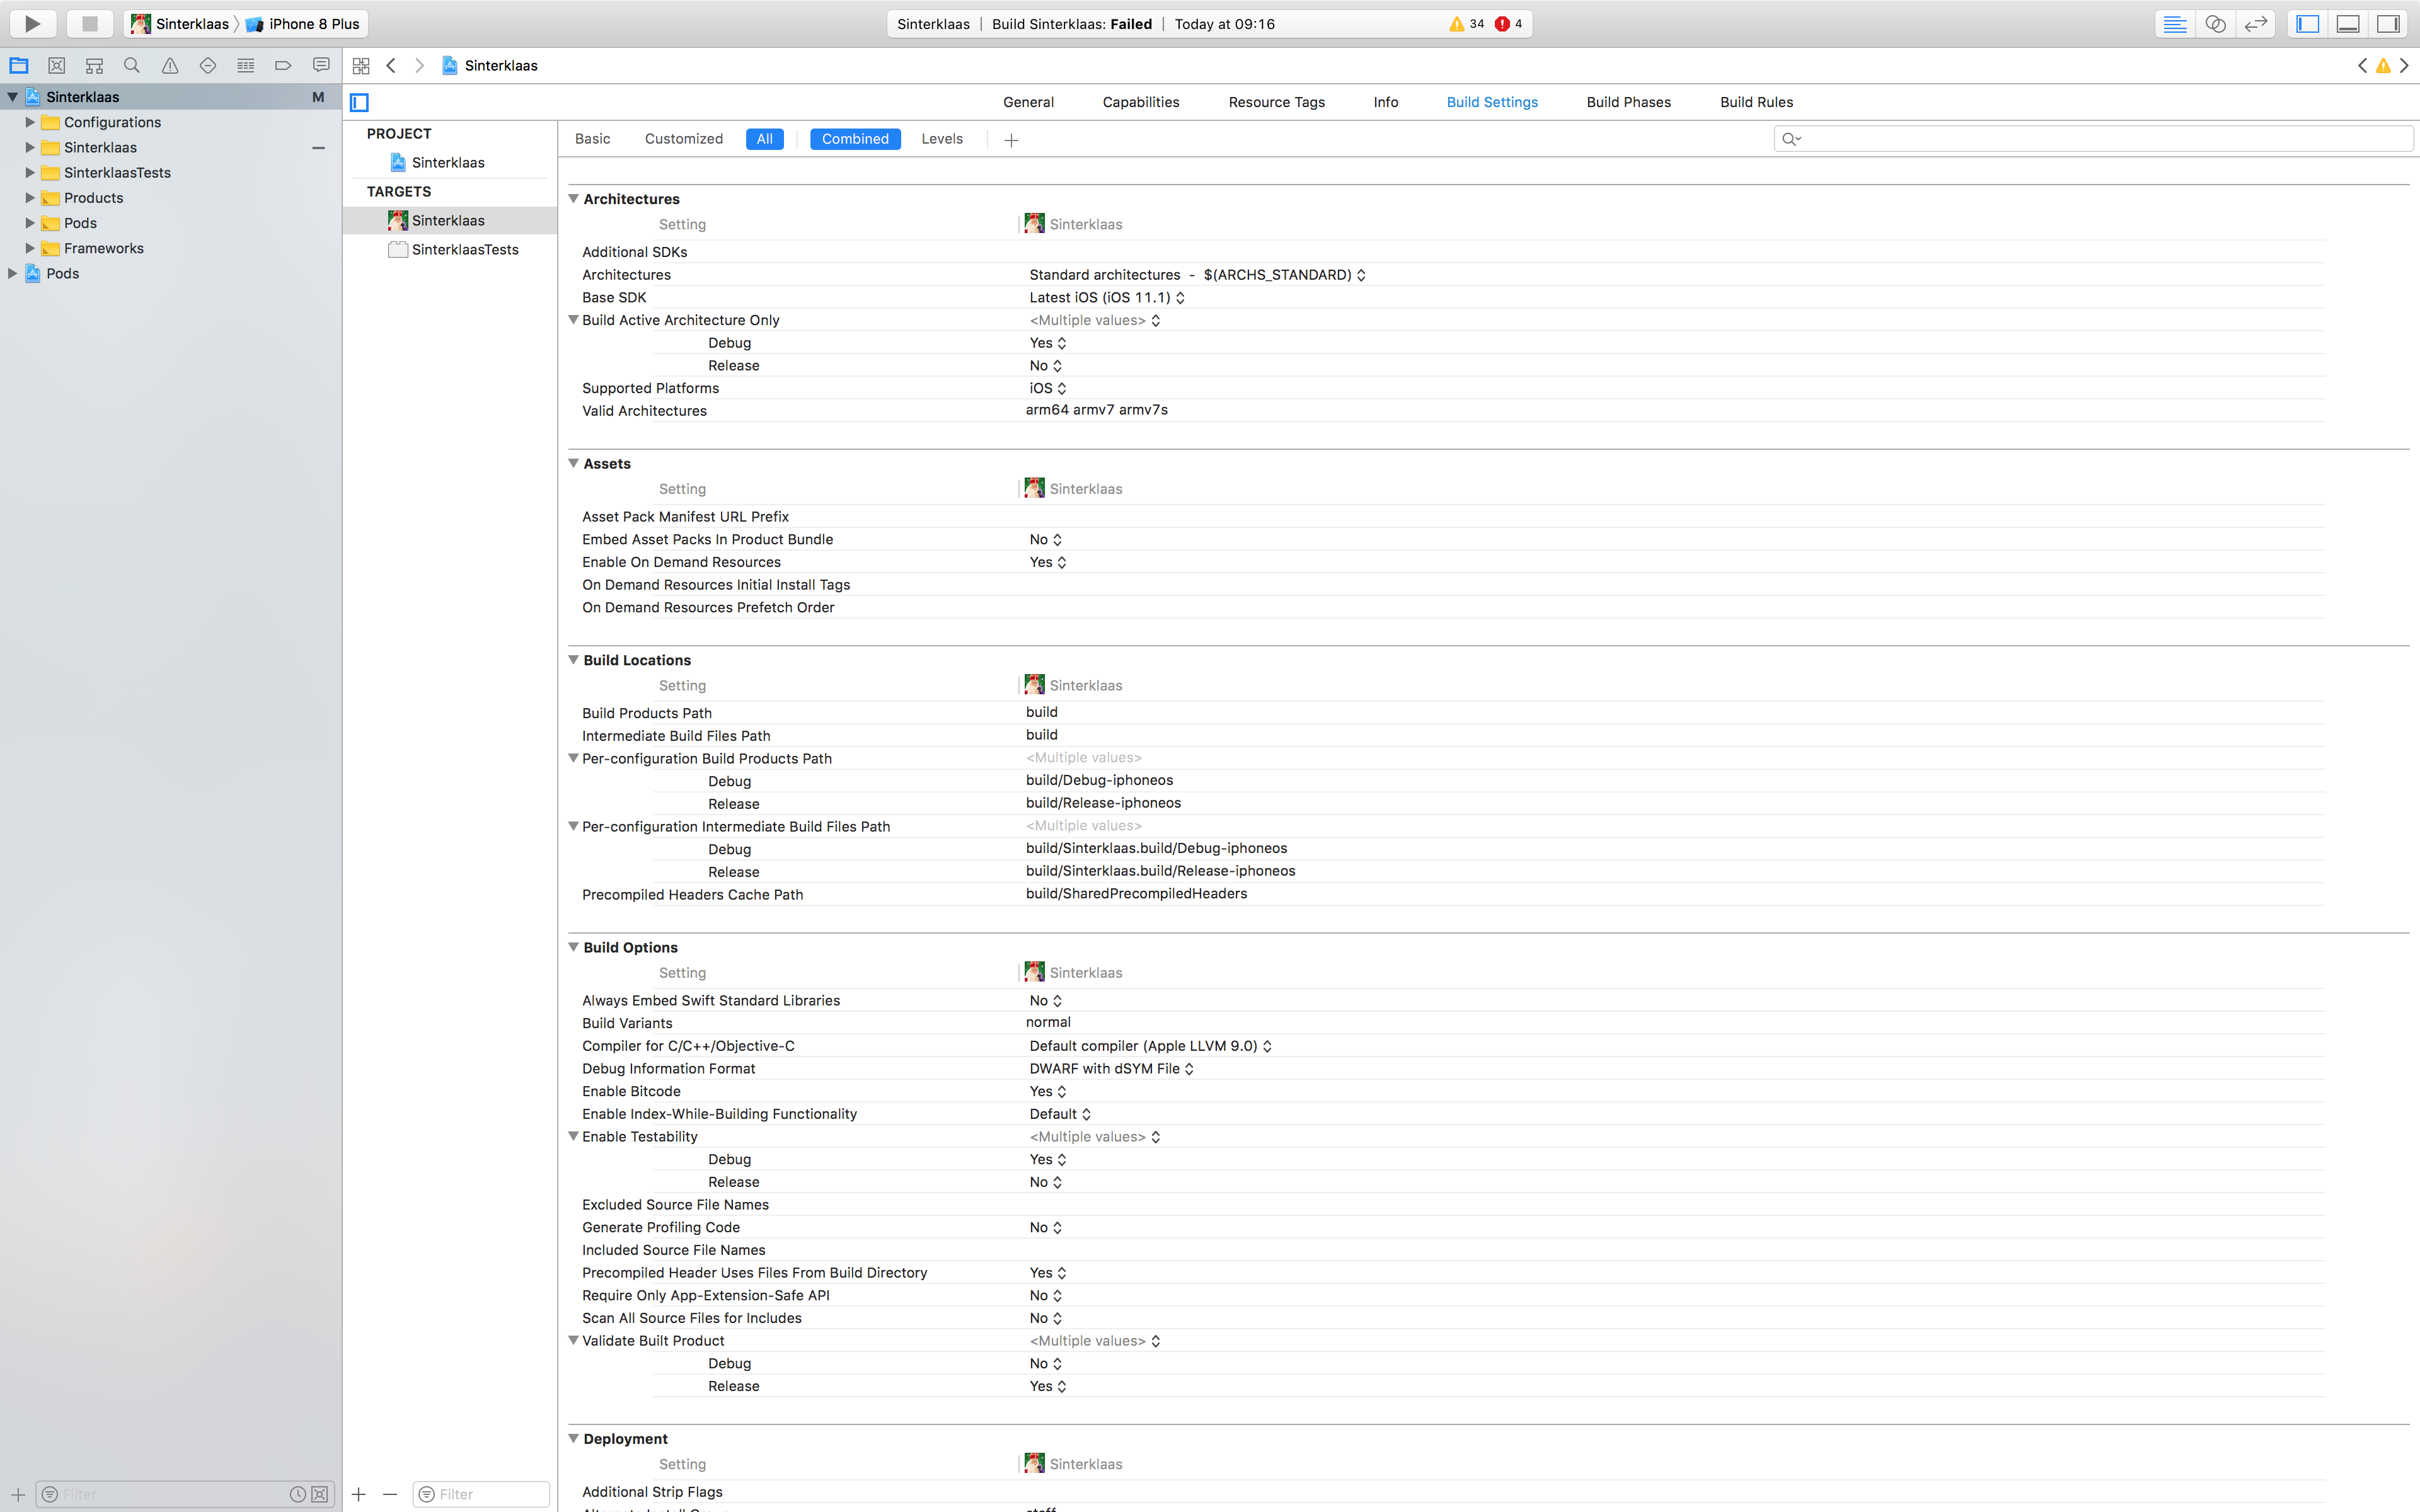 Sinterklaas iPhone 8 Plus
Sinterklaas | Build Sinterklaas: Failed | Today at 09:16
34 4
Sinterklaas
Sinterklaas M
Configurations
Sinterklaas
SinterklaasTests
Products
Pods
Frameworks
Pods
Filter
General Capabilities Resource Tags Info Build Settings Build Phases Build Rules
PROJECT
Sinterklaas
TARGETS
Sinterklaas
SinterklaasTests
Filter
Basic Customized All Combined Levels
Architectures
Setting Sinterklaas
Additional SDKs
Architectures Standard architectures - $(ARCHS_STANDARD)
Base SDK Latest iOS (iOS 11.1)
Build Active Architecture Only <Multiple values>
Debug Yes
Release No
Supported Platforms iOS
Valid Architectures arm64 armv7 armv7s
Assets
Setting Sinterklaas
Asset Pack Manifest URL Prefix
Embed Asset Packs In Product Bundle No
Enable On Demand Resources Yes
On Demand Resources Initial Install Tags
On Demand Resources Prefetch Order
Build Locations
Setting Sinterklaas
Build Products Path build
Intermediate Build Files Path build
Per-configuration Build Products Path <Multiple values>
Debug build/Debug-iphoneos
Release build/Release-iphoneos
Per-configuration Intermediate Build Files Path <Multiple values>
Debug build/Sinterklaas.build/Debug-iphoneos
Release build/Sinterklaas.build/Release-iphoneos
Precompiled Headers Cache Path build/SharedPrecompiledHeaders
Build Options
Setting Sinterklaas
Always Embed Swift Standard Libraries No
Build Variants normal
Compiler for C/C++/Objective-C Default compiler (Apple LLVM 9.0)
Debug Information Format DWARF with dSYM File
Enable Bitcode Yes
Enable Index-While-Building Functionality Default
Enable Testability <Multiple values>
Debug Yes
Release No
Excluded Source File Names
Generate Profiling Code No
Included Source File Names
Precompiled Header Uses Files From Build Directory Yes
Require Only App-Extension-Safe API No
Scan All Source Files for Includes No
Validate Built Product <Multiple values>
Debug No
Release Yes
Deployment
Setting Sinterklaas
Additional Strip Flags